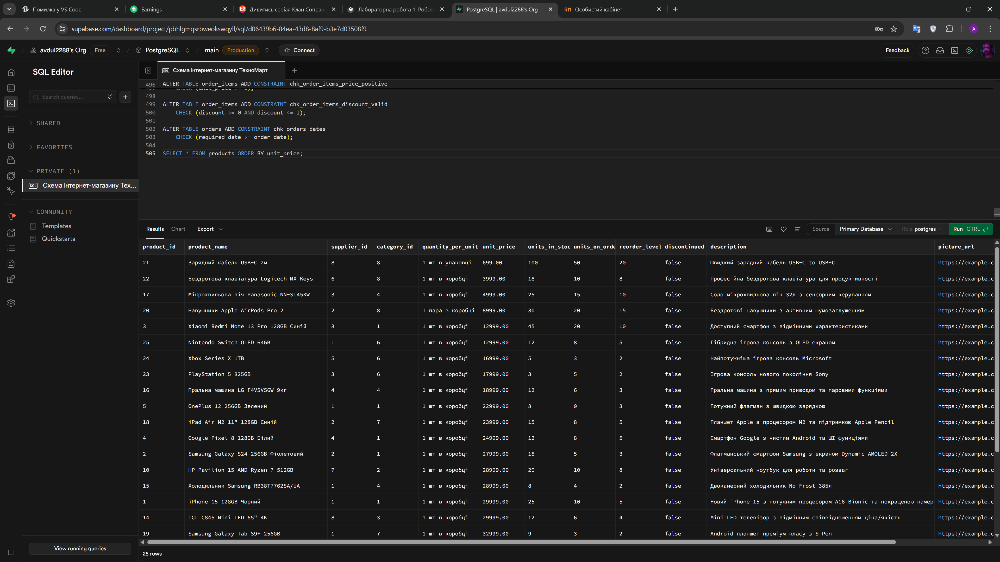 Помилка у VS Code
Earnings
Дивитись серіал Клан Сопран
Лабораторна робота 1. Робот
PostgreSQL | avdul2288's Org |
Особистий кабінет
supabase.com/dashboard/project/pbhlgmqsrbweokswqyll/sql/d06439b6-84ea-43d8-8af9-b3e7d03508f9
A
avdul2288's Org Free PostgreSQL main Production Connect
Feedback
SQL Editor
Search queries...
SHARED
FAVORITES
PRIVATE (1)
SQL Схема інтернет-магазину Тех...
COMMUNITY
Templates
Quickstarts
View running queries
SQL Схема інтернет-магазину ТехноМарт
496 ALTER TABLE order_items ADD CONSTRAINT chk_order_items_price_positive
497 CHECK (unit_price >= 0);
498
499 ALTER TABLE order_items ADD CONSTRAINT chk_order_items_discount_valid
500 CHECK (discount >= 0 AND discount <= 1);
501
502 ALTER TABLE orders ADD CONSTRAINT chk_orders_dates
503 CHECK (required_date >= order_date);
504
505 SELECT * FROM products ORDER BY unit_price;
Results Chart Export
Source Primary Database Role postgres Run CTRL
product_id product_name supplier_id category_id quantity_per_unit unit_price units_in_stoc units_on_orde reorder_level discontinued description picture_url
21 Зарядний кабель USB-C 2м 8 8 1 шт в упаковці 699.00 100 50 20 false Швидкий зарядний кабель USB-C to USB-C https://example.c
22 Бездротова клавіатура Logitech MX Keys 6 8 1 шт в коробці 3999.00 18 10 8 false Професійна бездротова клавіатура для продуктивності https://example.c
17 Мікрохвильова піч Panasonic NN-ST45KW 3 4 1 шт в коробці 4999.00 25 15 10 false Соло мікрохвильова піч 32л з сенсорним керуванням https://example.c
20 Навушники Apple AirPods Pro 2 2 8 1 пара в коробці 8999.00 30 20 15 false Бездротові навушники з активним шумозаглушенням https://example.c
3 Xiaomi Redmi Note 13 Pro 128GB Синій 3 1 1 шт в коробці 12999.00 45 20 10 false Доступний смартфон з відмінними характеристиками https://example.c
25 Nintendo Switch OLED 64GB 1 6 1 шт в коробці 12999.00 12 8 5 false Гібридна ігрова консоль з OLED екраном https://example.c
24 Xbox Series X 1TB 5 6 1 шт в коробці 16999.00 5 3 2 false Найпотужніша ігрова консоль Microsoft https://example.c
23 PlayStation 5 825GB 3 6 1 шт в коробці 17999.00 3 5 2 false Ігрова консоль нового покоління Sony https://example.c
16 Пральна машина LG F4V5VS6W 9кг 4 4 1 шт в коробці 18999.00 12 6 3 false Пральна машина з прямим приводом та паровими функціями https://example.c
5 OnePlus 12 256GB Зелений 1 1 1 шт в коробці 22999.00 8 0 3 false Потужний флагман з швидкою зарядкою https://example.c
18 iPad Air M2 11" 128GB Синій 2 7 1 шт в коробці 23999.00 15 8 5 false Планшет Apple з процесором M2 та підтримкою Apple Pencil https://example.c
4 Google Pixel 8 128GB Білий 4 1 1 шт в коробці 24999.00 12 8 5 false Смартфон Google з чистим Android та ШІ-функціями https://example.c
2 Samsung Galaxy S24 256GB Фіолетовий 2 1 1 шт в коробці 27999.00 18 5 3 false Флагманський смартфон Samsung з екраном Dynamic AMOLED 2X https://example.c
10 HP Pavilion 15 AMD Ryzen 7 512GB 7 2 1 шт в коробці 28999.00 20 10 8 false Універсальний ноутбук для роботи та розваг https://example.c
15 Холодильник Samsung RB38T7762SA/UA 1 4 1 шт в коробці 28999.00 8 4 2 false Двокамерний холодильник No Frost 385л https://example.c
1 iPhone 15 128GB Чорний 1 1 1 шт в коробці 29999.00 25 10 5 false Новий iPhone 15 з потужним процесором A16 Bionic та покращеною камер https://example.c
14 TCL C845 Mini LED 65" 4K 8 3 1 шт в коробці 29999.00 12 6 4 false Mini LED телевізор з відмінним співвідношенням ціна/якість https://example.c
19 Samsung Galaxy Tab S9+ 256GB 1 7 1 шт в коробці 32999.00 9 3 2 false Android планшет преміум класу з S Pen https://example.c
25 rows